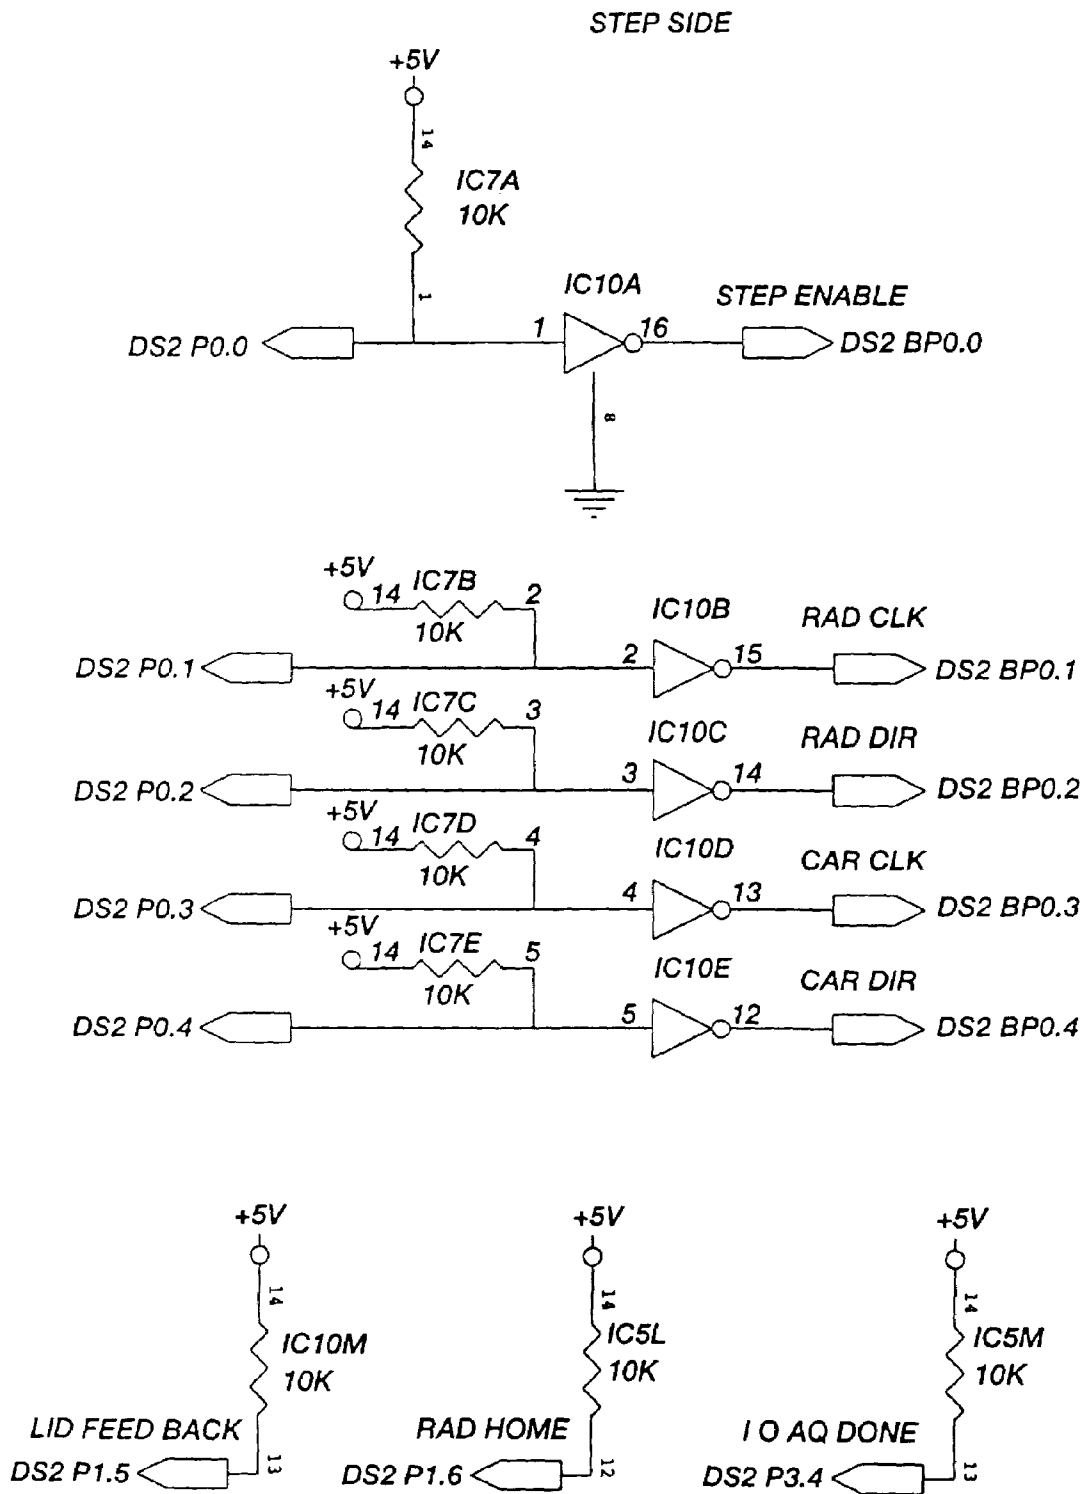 STEP SIDE
+5V
14
IC7A
10K
1
IC10A
STEP ENABLE
DS2 P0.0
1
16
DS2 BP0.0
8
+5V
14
IC7B
2
10K
IC10B
RAD CLK
DS2 P0.1
2
15
DS2 BP0.1
+5V
14
IC7C
3
10K
IC10C
RAD DIR
DS2 P0.2
3
14
DS2 BP0.2
+5V
14
IC7D
4
10K
IC10D
CAR CLK
DS2 P0.3
4
13
DS2 BP0.3
+5V
14
IC7E
5
10K
IC10E
CAR DIR
DS2 P0.4
5
12
DS2 BP0.4
+5V
14
IC10M
10K
LID FEED BACK
DS2 P1.5
13
+5V
14
IC5L
10K
RAD HOME
DS2 P1.6
12
+5V
14
IC5M
10K
I O AQ DONE
DS2 P3.4
13